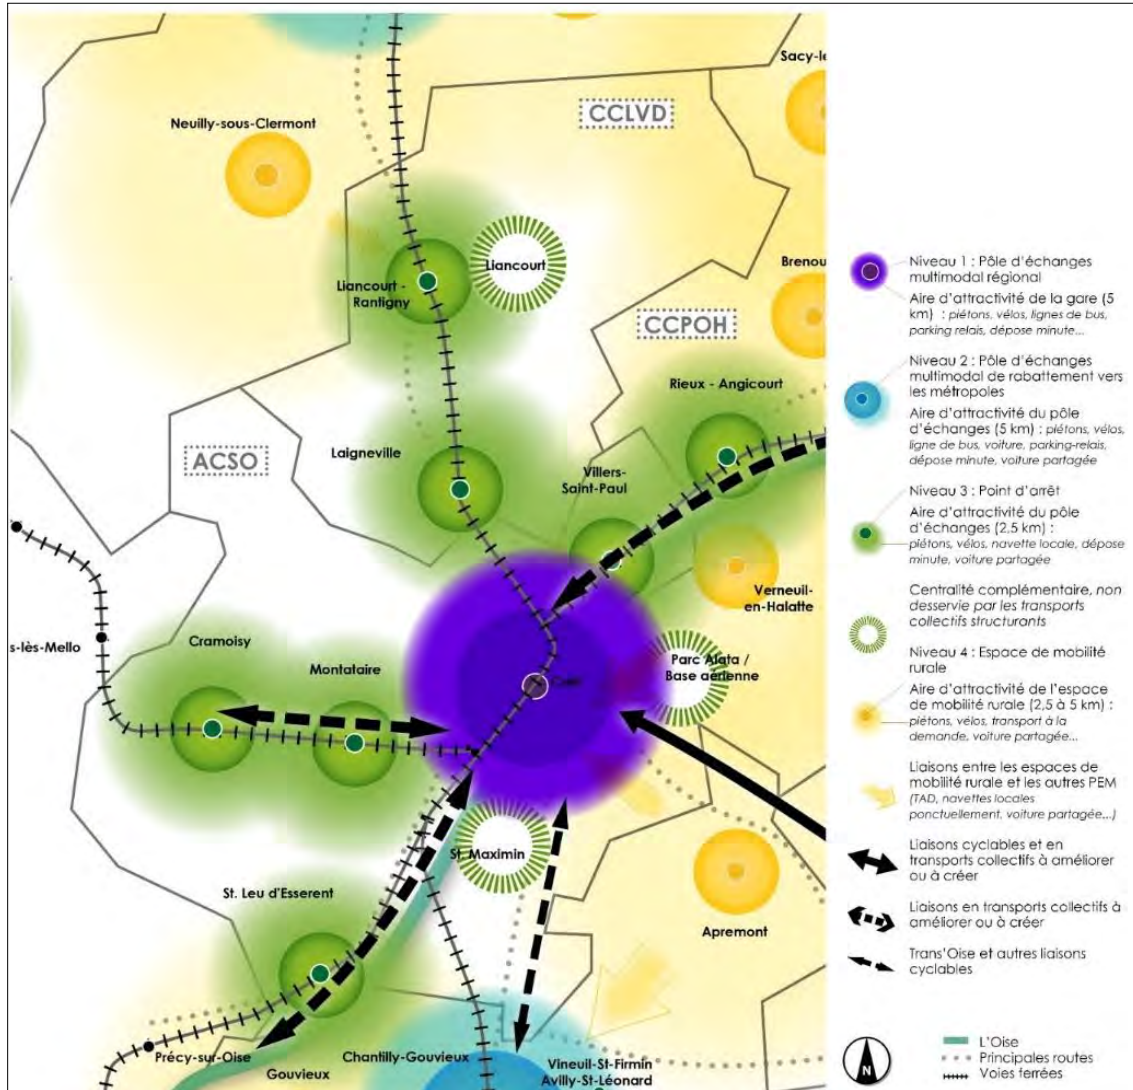 Sacy-le
CCLVD
Neuilly-sous-Clermont
Liancourt
Brenou
Liancourt -
Rantigny
CCPOH
Rieux - Angicourt
Laigneville
ACSO
Villers-
Saint-Paul
Verneuil-
en-Halatte
Cramoisy
s-lès-Mello
Montataire
Parc Alata /
Base aérienne
Creil
St. Maximin
St. Leu d'Esserent
Apremont
Précy-sur-Oise
Chantilly-Gouvieux
Gouvieux
Vineuil-St-Firmin
Avilly-St-Léonard
Niveau 1 : Pôle d'échanges
multimodal régional
Aire d'attractivité de la gare (5
km) : piétons, vélos, lignes de bus,
parking relais, dépose minute...
Niveau 2 : Pôle d'échanges
multimodal de rabattement vers
les métropoles
Aire d'attractivité du pôle
d'échanges (5 km) : piétons, vélos,
ligne de bus, voiture, parking-relais,
dépose minute, voiture partagée
Niveau 3 : Point d'arrêt
Aire d'attractivité du pôle
d'échanges (2,5 km) :
piétons, vélos, navette locale, dépose
minute, voiture partagée
Centralité complémentaire, non
desservie par les transports
collectifs structurants
Niveau 4 : Espace de mobilité
rurale
Aire d'attractivité de l'espace
de mobilité rurale (2,5 à 5 km) :
piétons, vélos, transport à la
demande, voiture partagée...
Liaisons entre les espaces de
mobilité rurale et les autres PEM
(TAD, navettes locales
ponctuellement, voiture partagée...)
Liaisons cyclables et en
transports collectifs à améliorer
ou à créer
Liaisons en transports collectifs à
améliorer ou à créer
Trans'Oise et autres liaisons
cyclables
N
L'Oise
Principales routes
Voies ferrées